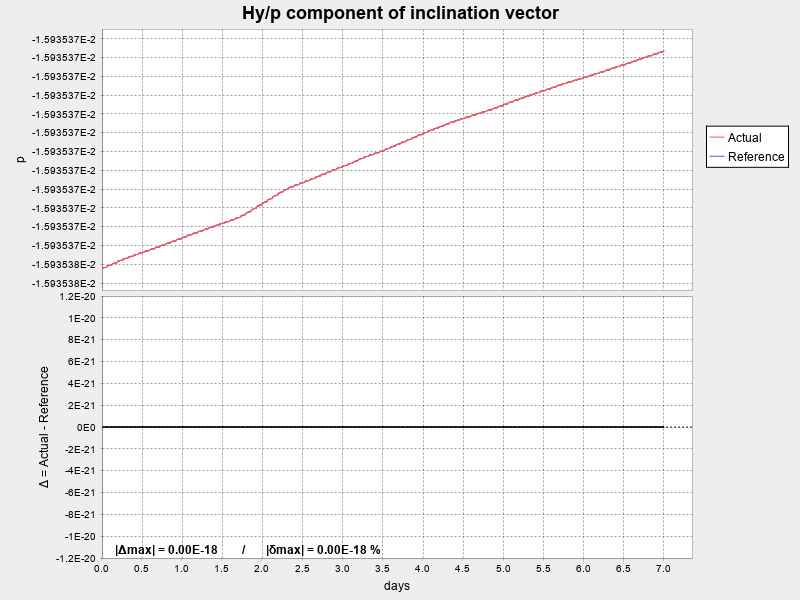 Hy/p component of inclination vector
-1.593537E-2
-1.593537E-2
-1.593537E-2
-1.593537E-2
-1.593537E-2
-1.593537E-2
-1.593537E-2
-1.593537E-2
-1.593537E-2
-1.593537E-2
-1.593537E-2
-1.593537E-2
-1.593538E-2
-1.593538E-2
p
Actual
Reference
1.2E-20
1E-20
8E-21
6E-21
4E-21
2E-21
0E0
-2E-21
-4E-21
-6E-21
-8E-21
-1E-20
-1.2E-20
Δ = Actual - Reference
|Δmax| = 0.00E-18 / |δmax| = 0.00E-18 %
0.0 0.5 1.0 1.5 2.0 2.5 3.0 3.5 4.0 4.5 5.0 5.5 6.0 6.5 7.0
days